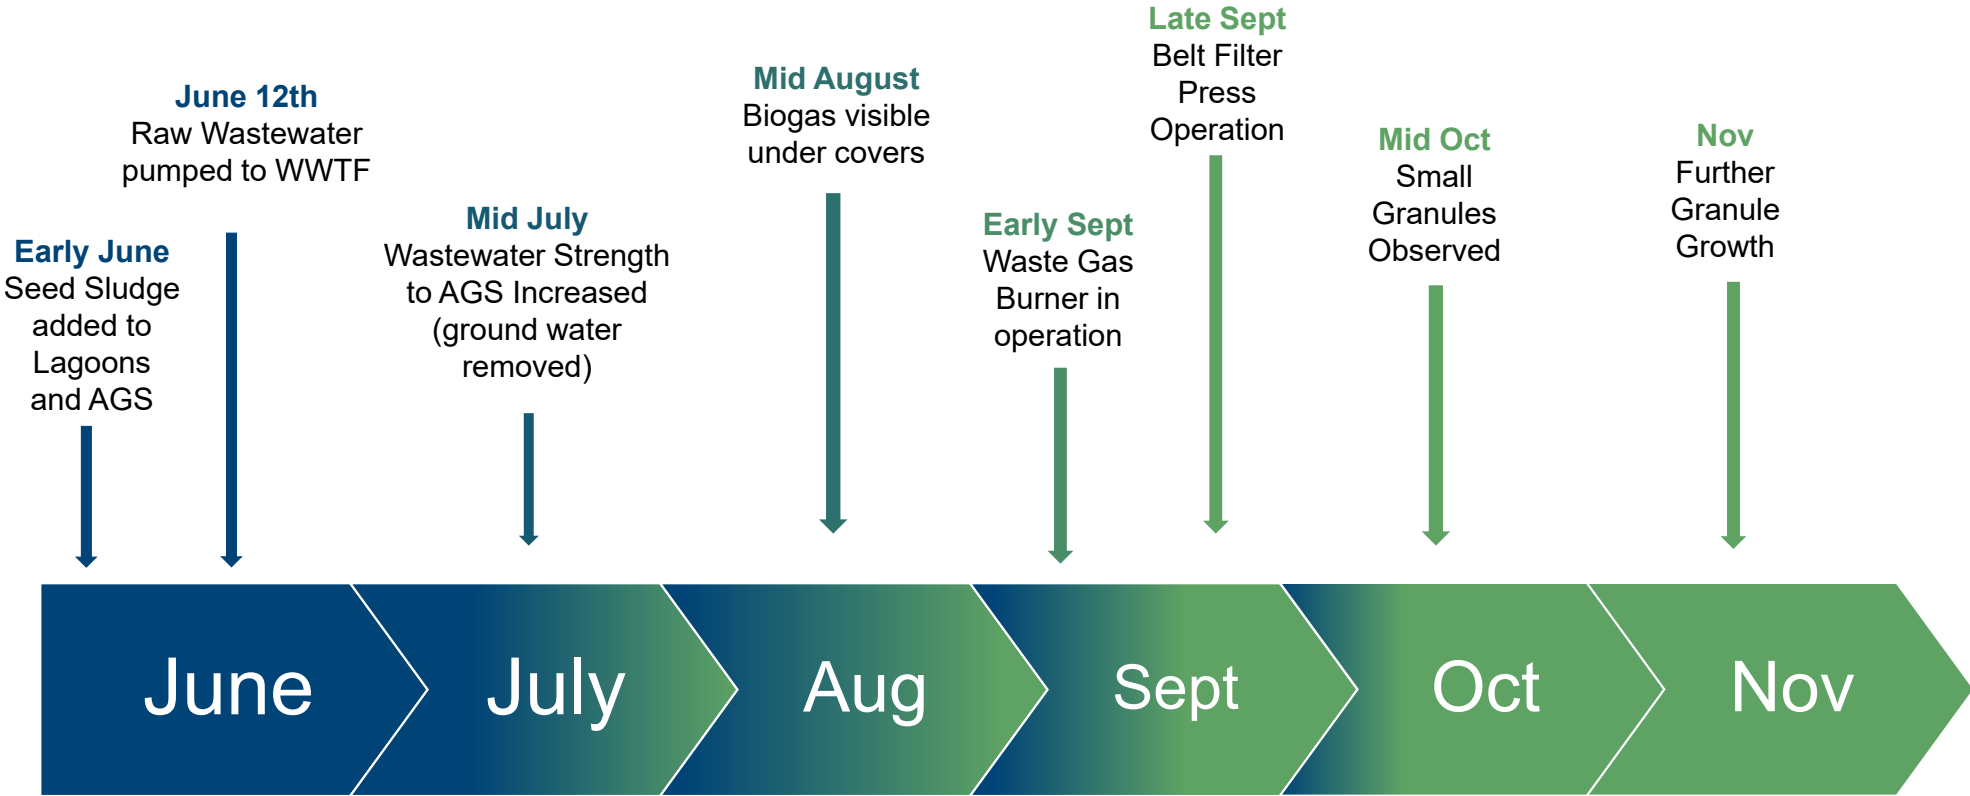 Early June
Seed Sludge
added to
Lagoons
and AGS
June 12th
Raw Wastewater
pumped to WWTF
Mid July
Wastewater Strength
to AGS Increased
(ground water
removed)
Mid August
Biogas visible
under covers
Early Sept
Waste Gas
Burner in
operation
Late Sept
Belt Filter
Press
Operation
Mid Oct
Small
Granules
Observed
Nov
Further
Granule
Growth
June
July
Aug
Sept
Oct
Nov